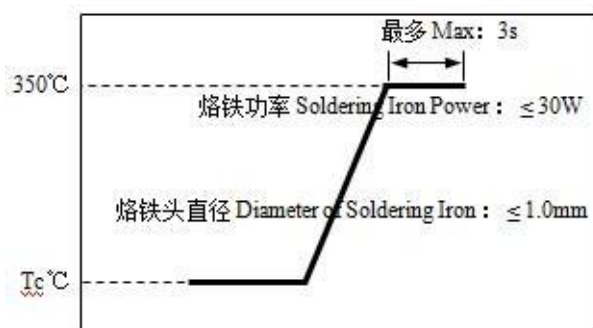 最多 Max：3s
350℃
烙铁功率 Soldering Iron Power：≤30W
烙铁头直径 Diameter of Soldering Iron：≤1.0mm
Tc℃